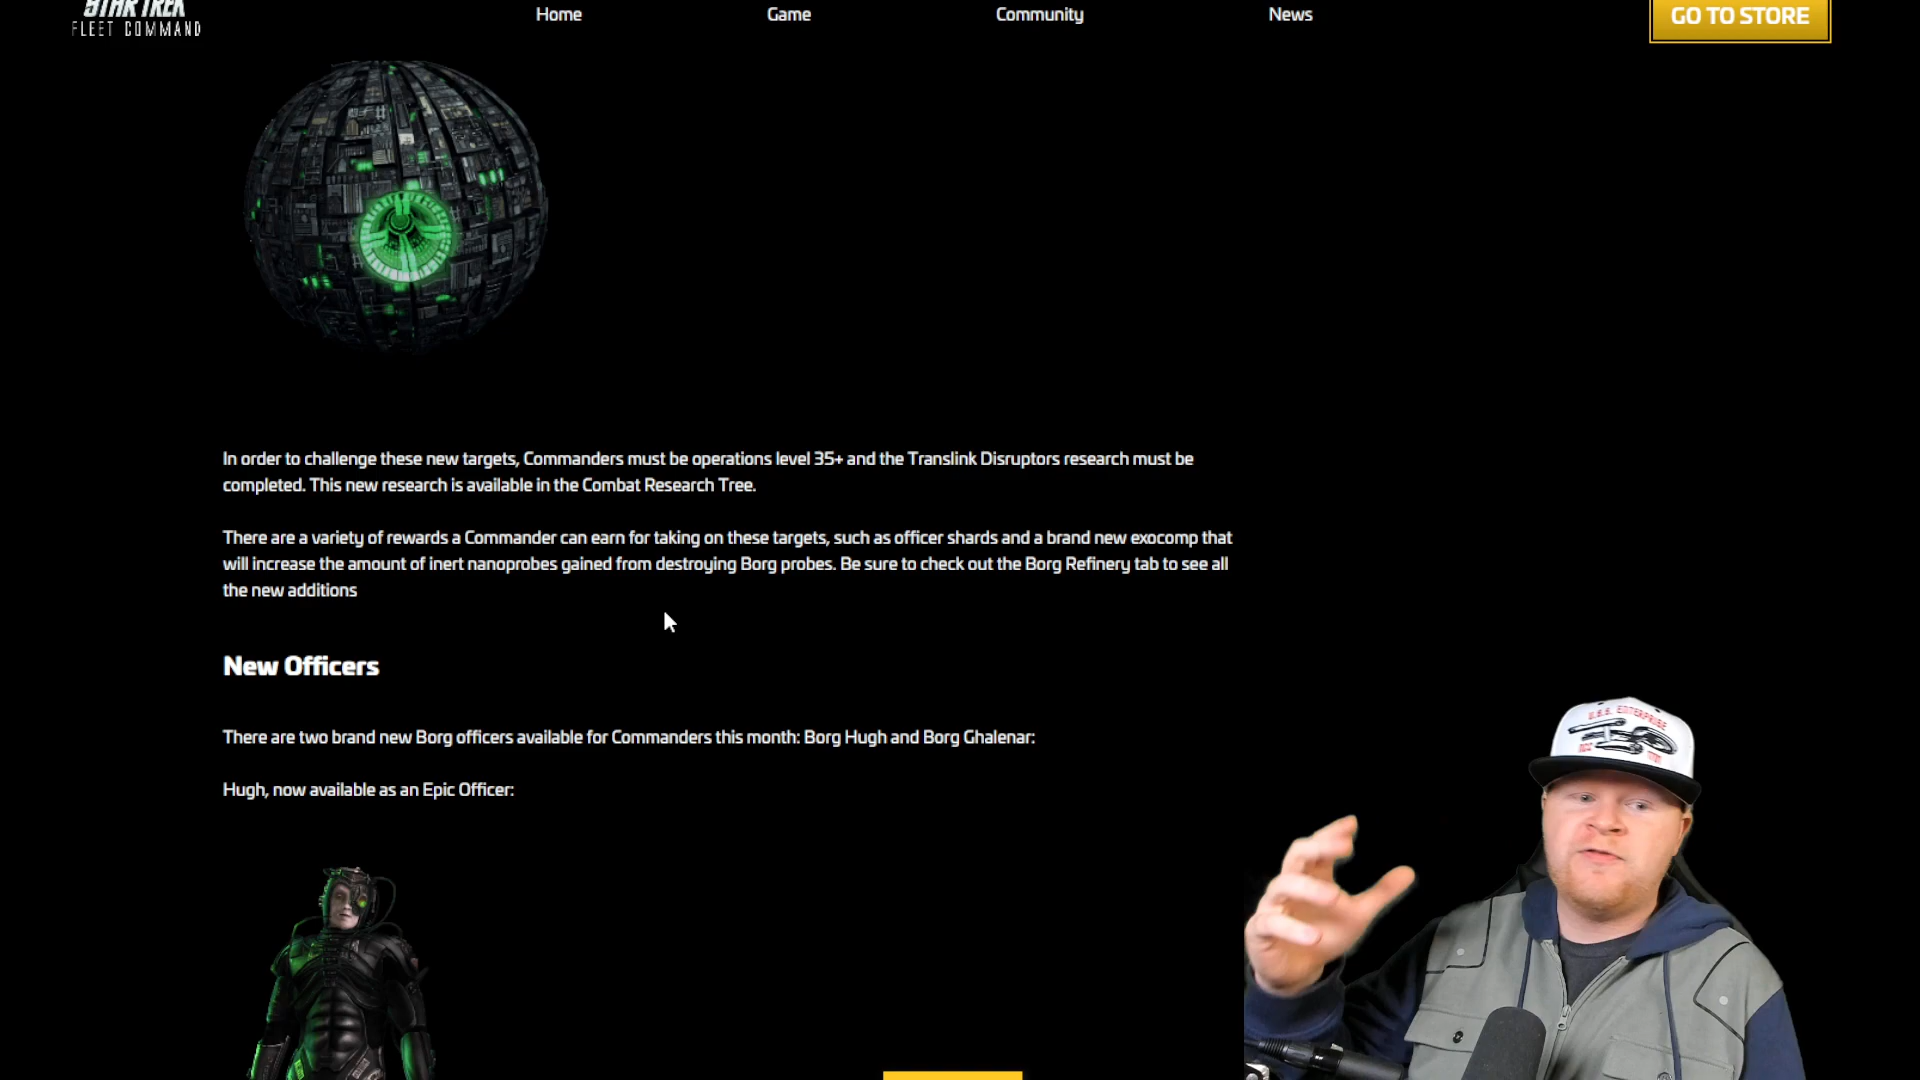 STAR TREK
FLEET COMMAND
Home
Game
Community
News
GO TO STORE
In order to challenge these new targets, Commanders must be operations level 35+ and the Translink Disruptors research must be
completed. This new research is available in the Combat Research Tree.
There are a variety of rewards a Commander can earn for taking on these targets, such as officer shards and a brand new exocomp that
will increase the amount of inert nanoprobes gained from destroying Borg probes. Be sure to check out the Borg Refinery tab to see all
the new additions
New Officers
There are two brand new Borg officers available for Commanders this month: Borg Hugh and Borg Ghalenar:
Hugh, now available as an Epic Officer:
U.S.S. ENTERPRISE
NCC 1701